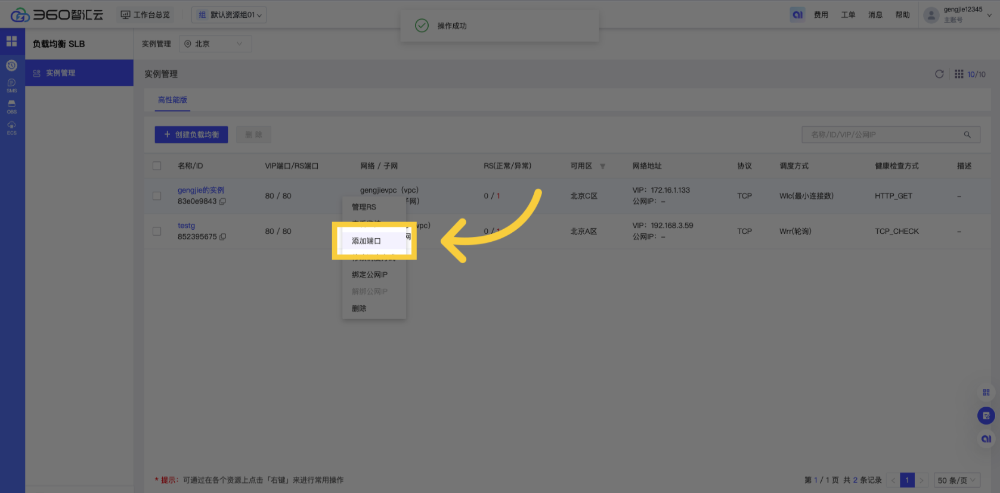 360智汇云
工作台总览
组 默认资源组01
操作成功
费用
工单
消息
帮助
gengjie12345
主账号
负载均衡 SLB
实例管理
北京
SMS
OBS
ECS
实例管理
实例管理
10/10
高性能版
+ 创建负载均衡
删 除
名称/ID/VIP/公网IP
名称/ID
VIP端口/RS端口
网络 / 子网
RS(正常/异常)
可用区
网络地址
协议
调度方式
健康检查方式
描述
gengjie的实例
83e0e9843
80 / 80
gengjievpc（vpc）
子网）
0 / 1
北京C区
VIP：172.16.1.133
公网IP：–
TCP
Wlc(最小连接数)
HTTP_GET
–
testg
852395675
80 / 80
vpc）
网
0 / 1
北京A区
VIP：192.168.3.59
公网IP：–
TCP
Wrr(轮询)
TCP_CHECK
–
管理RS
添加端口
绑定公网IP
解绑公网IP
删除
* 提示：可通过在各个资源上点击「右键」来进行常用操作
第 1 / 1 页 共 2 条记录
< 1 >
50 条/页